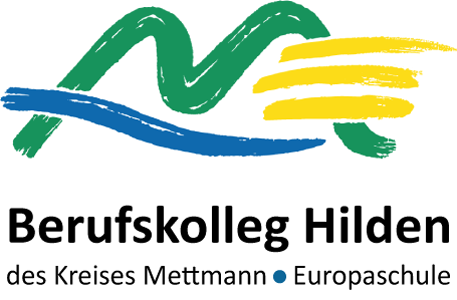 Berufskolleg Hilden
des Kreises Mettmann • Europaschule